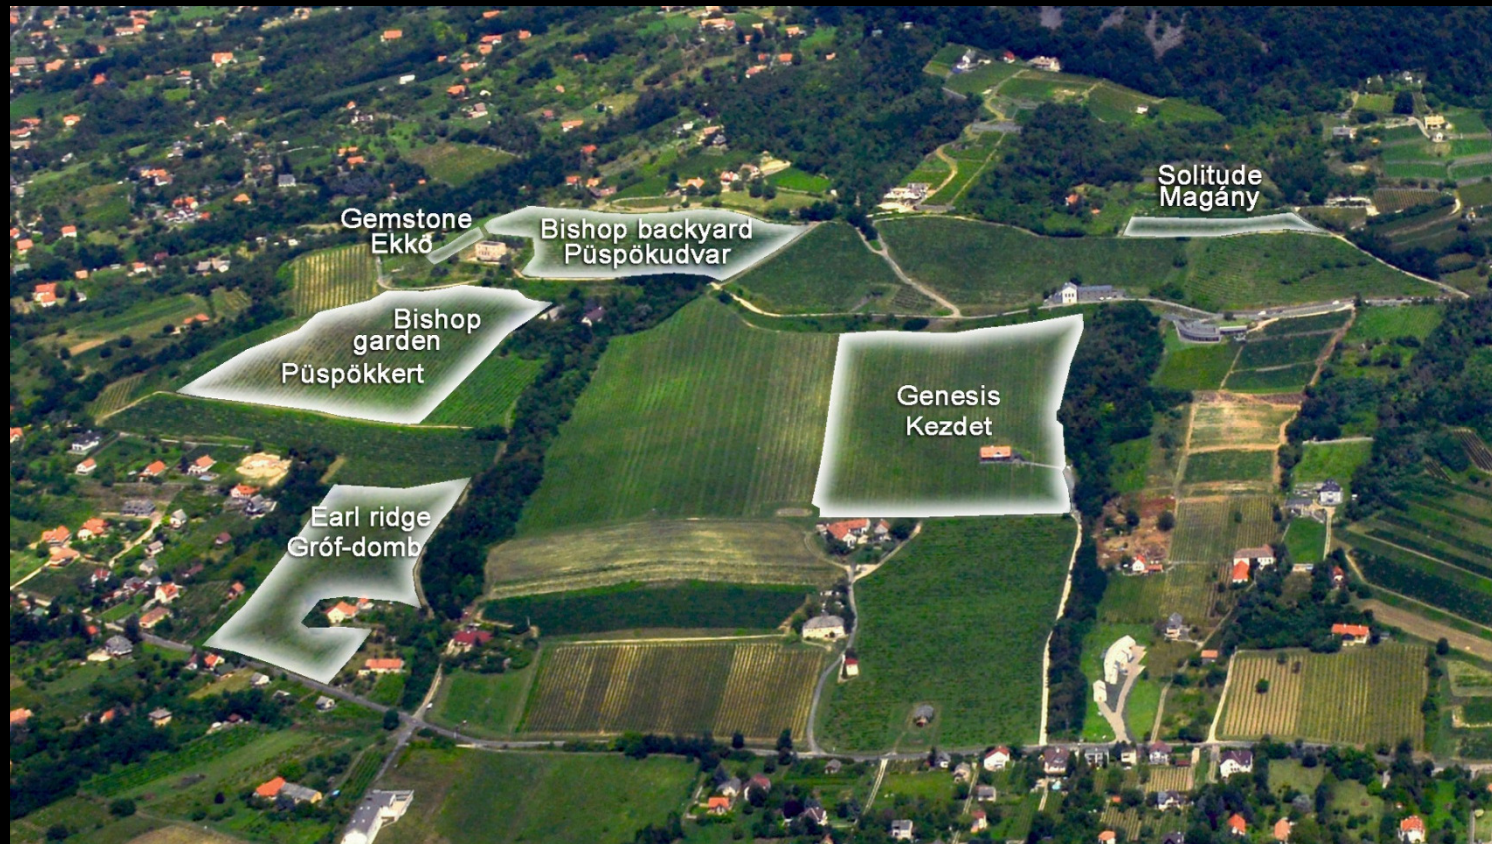 Solitude
Magány
Gemstone
Ekkő
Bishop backyard
Püspökudvar
Bishop
garden
Püspökkert
Genesis
Kezdet
Earl ridge
Gróf-domb